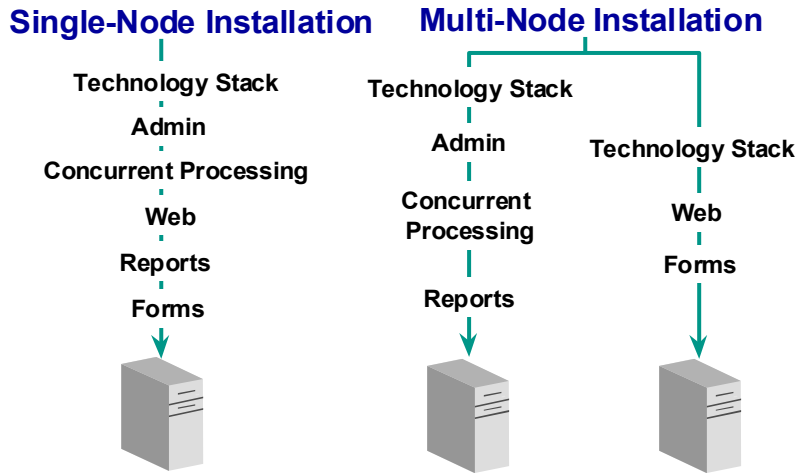 Single-Node Installation
Technology Stack
Admin
Concurrent Processing
Web
Reports
Forms
Multi-Node Installation
Technology Stack
Admin
Concurrent
Processing
Reports
Technology Stack
Web
Forms